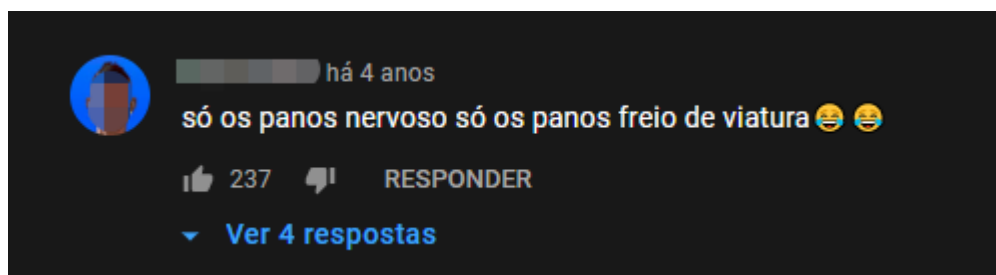 há 4 anos
só os panos nervoso só os panos freio de viatura😂 😂
237 RESPONDER
Ver 4 respostas